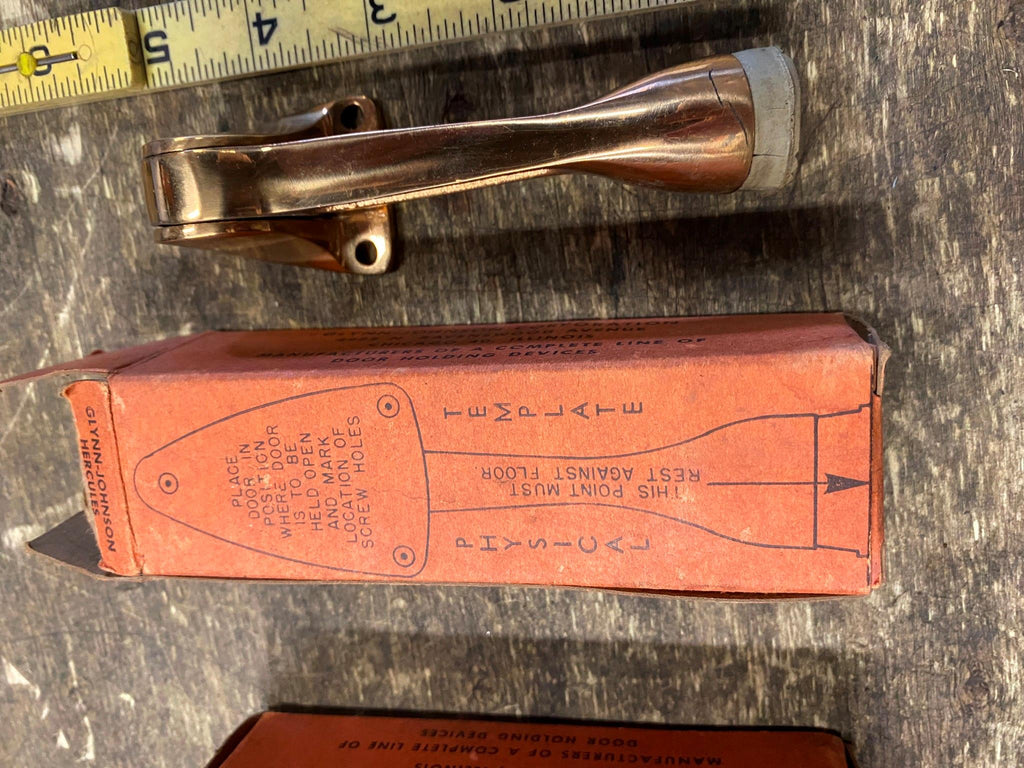 6
5
4
3
GLYNN-JOHNSON
HERCULES
ILLINOIS
MANUFACTURERS OF A COMPLETE LINE OF
DOOR HOLDING DEVICES
PLACE
DOOR IN
POSITION
WHERE DOOR
IS TO BE
HELD OPEN
AND MARK
LOCATION OF
SCREW HOLES
PHYSICAL
TEMPLATE
THIS POINT MUST
REST AGAINST FLOOR
MANUFACTURERS OF A COMPLETE LINE OF
DOOR HOLDING DEVICES